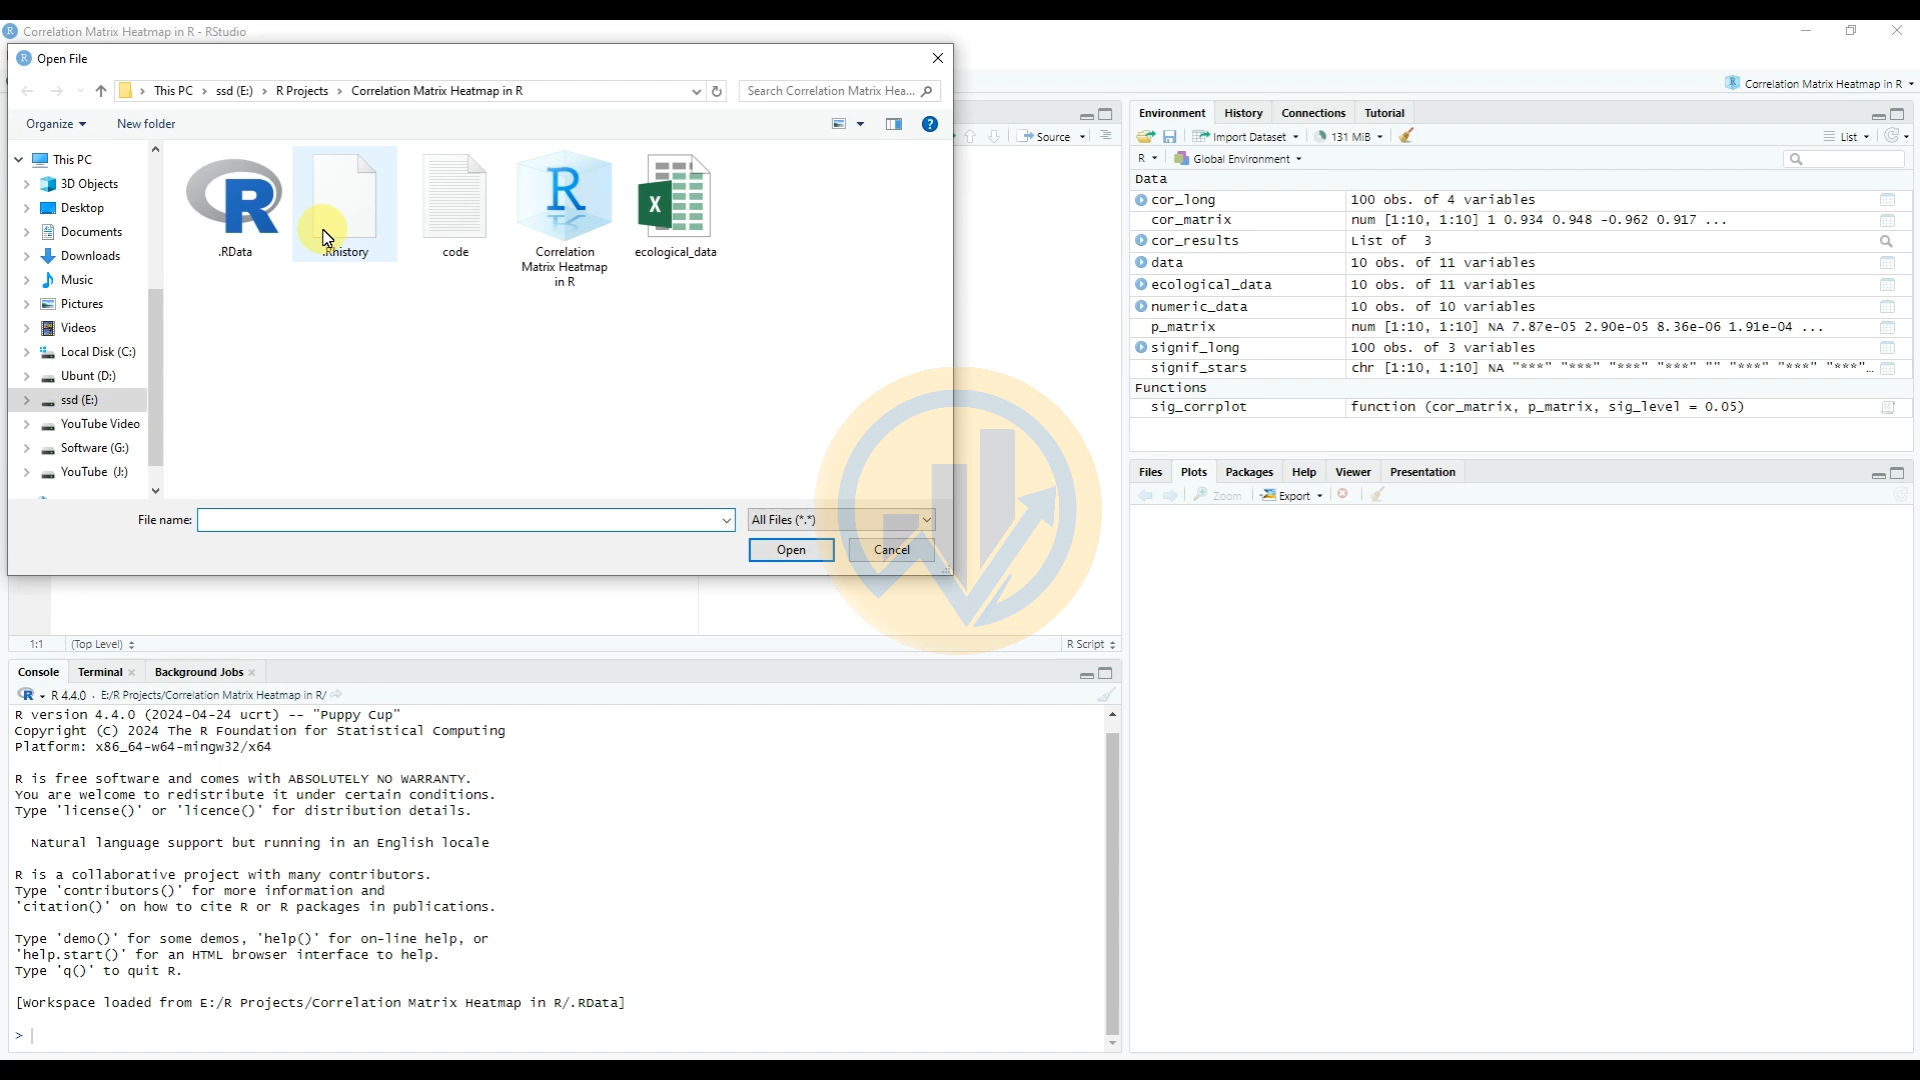 Correlation Matrix Heatmap in R - RStudio
Open File
This PC > ssd (E:) > R Projects > Correlation Matrix Heatmap in R
Search Correlation Matrix Hea...
Organize
New folder
This PC
3D Objects
Desktop
Documents
Downloads
Music
Pictures
Videos
Local Disk (C:)
Ubunt (D:)
ssd (E:)
YouTube Video
Software (G:)
YouTube (J:)
.RData
.Rhistory
code
Correlation
Matrix Heatmap
in R
ecological_data
File name:
All Files (*.*)
Open
Cancel
Source
1:1
(Top Level)
R Script
Correlation Matrix Heatmap in R
Environment
History
Connections
Tutorial
Import Dataset
131 MiB
List
R
Global Environment
Data
cor_long 100 obs. of 4 variables
cor_matrix num [1:10, 1:10] 1 0.934 0.948 -0.962 0.917 ...
cor_results List of 3
data 10 obs. of 11 variables
ecological_data 10 obs. of 11 variables
numeric_data 10 obs. of 10 variables
p_matrix num [1:10, 1:10] NA 7.87e-05 2.90e-05 8.36e-06 1.91e-04 ...
signif_long 100 obs. of 3 variables
signif_stars chr [1:10, 1:10] NA "***" "***" "***" "***" "" "***" "***" "***"...
Functions
sig_corrplot function (cor_matrix, p_matrix, sig_level = 0.05)
Files
Plots
Packages
Help
Viewer
Presentation
Zoom
Export
Console
Terminal
Background Jobs
R 4.4.0 · E:/R Projects/Correlation Matrix Heatmap in R/
R version 4.4.0 (2024-04-24 ucrt) -- "Puppy Cup"
Copyright (C) 2024 The R Foundation for Statistical Computing
Platform: x86_64-w64-mingw32/x64
R is free software and comes with ABSOLUTELY NO WARRANTY.
You are welcome to redistribute it under certain conditions.
Type 'license()' or 'licence()' for distribution details.
Natural language support but running in an English locale
R is a collaborative project with many contributors.
Type 'contributors()' for more information and
'citation()' on how to cite R or R packages in publications.
Type 'demo()' for some demos, 'help()' for on-line help, or
'help.start()' for an HTML browser interface to help.
Type 'q()' to quit R.
[Workspace loaded from E:/R Projects/Correlation Matrix Heatmap in R/.RData]
>